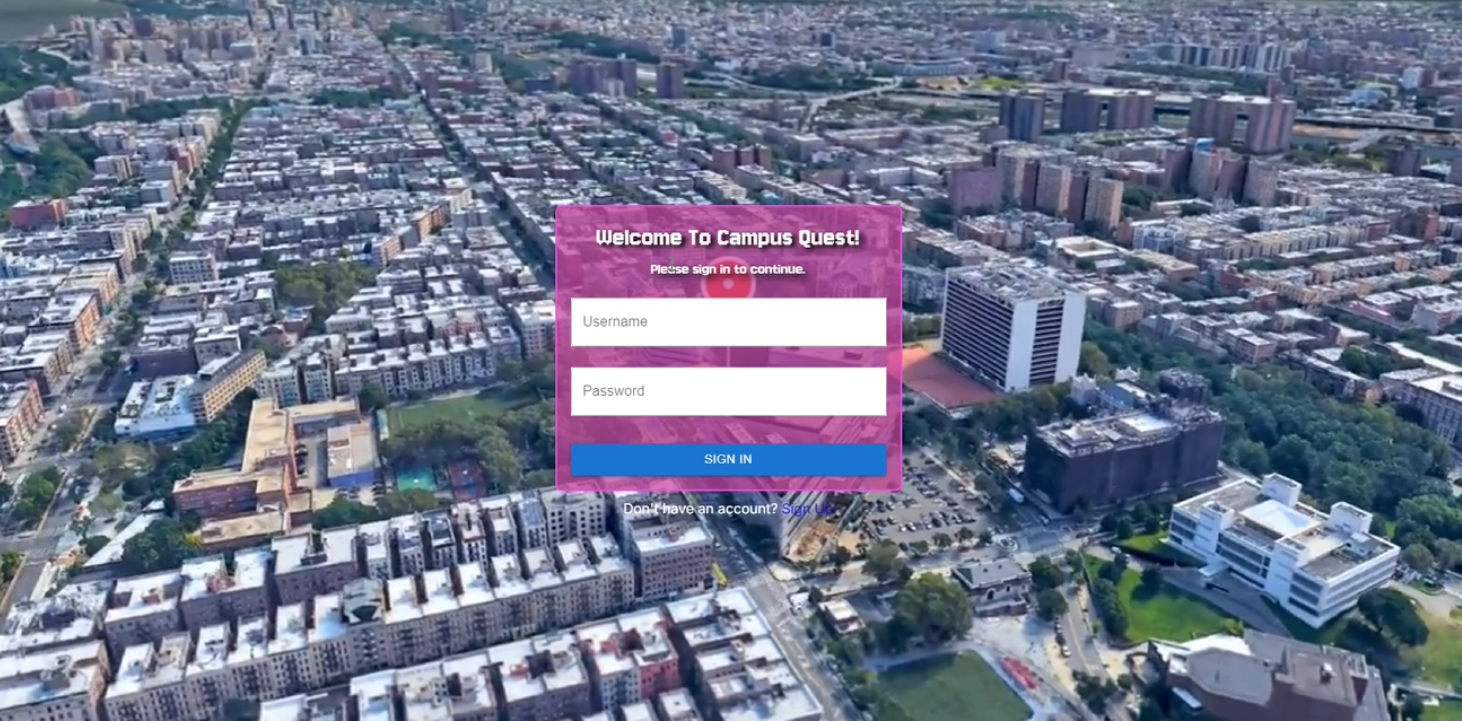 Welcome To Campus Quest!
Please sign in to continue.
Username
Password
SIGN IN
Don't have an account? Sign Up